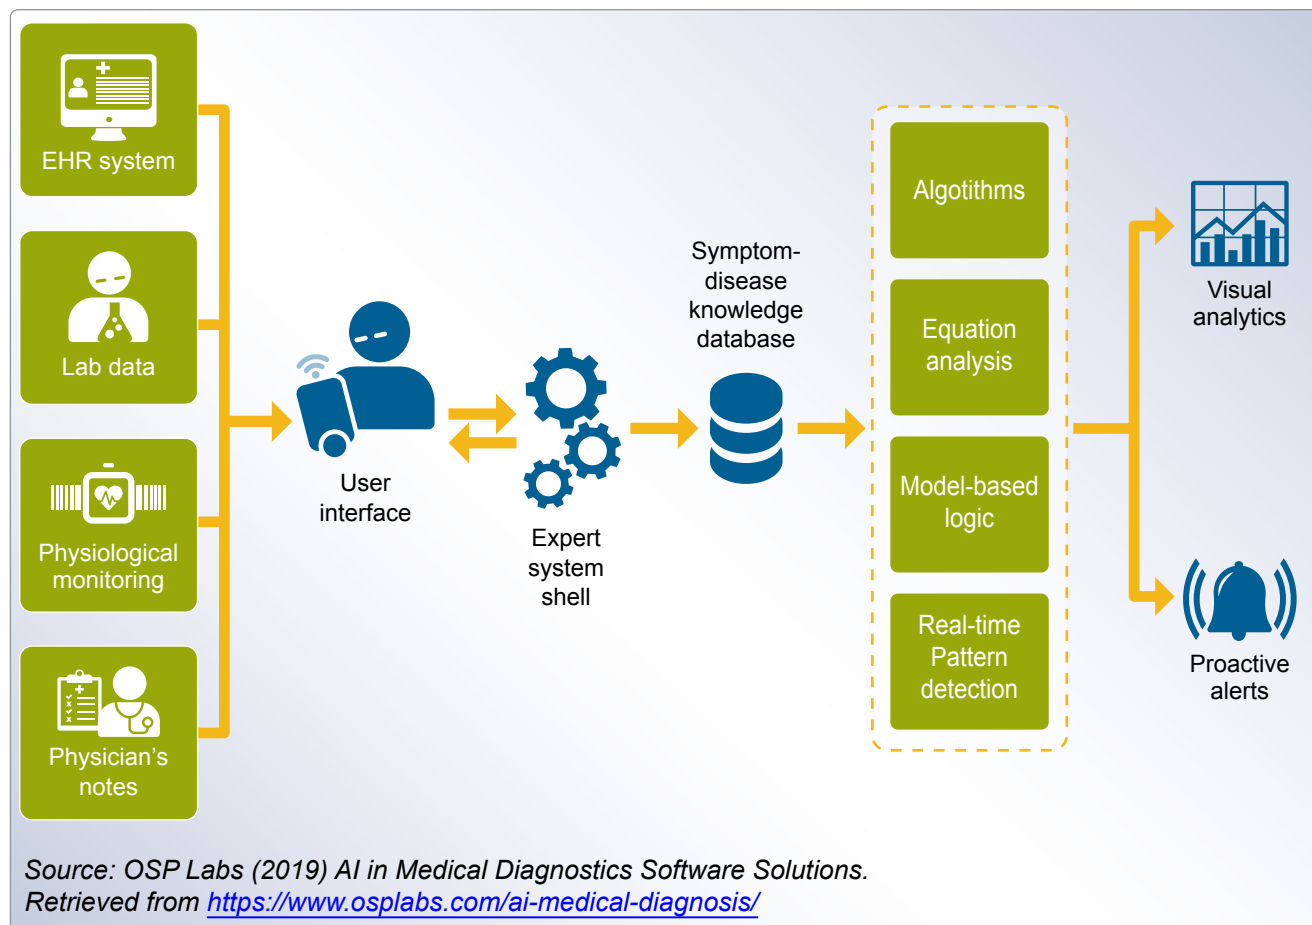 EHR system
Lab data
Physiological
monitoring
Physician's
notes
User
interface
Expert
system
shell
Symptom-
disease
knowledge
database
Algotithms
Equation
analysis
Model-based
logic
Real-time
Pattern
detection
Visual
analytics
Proactive
alerts
Source: OSP Labs (2019) AI in Medical Diagnostics Software Solutions.
Retrieved from https://www.osplabs.com/ai-medical-diagnosis/